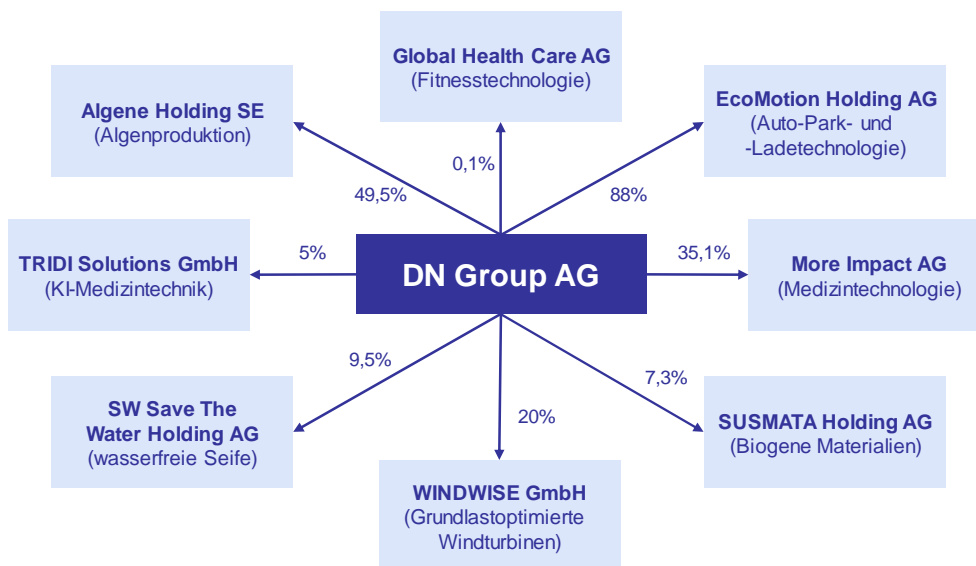 Global Health Care AG
(Fitnesstechnologie)
Algene Holding SE
(Algenproduktion)
EcoMotion Holding AG
(Auto-Park- und
-Ladetechnologie)
0,1%
49,5%
88%
TRIDI Solutions GmbH
(KI-Medizintechnik)
5%
DN Group AG
35,1%
More Impact AG
(Medizintechnologie)
9,5%
7,3%
20%
SW Save The
Water Holding AG
(wasserfreie Seife)
SUSMATA Holding AG
(Biogene Materialien)
WINDWISE GmbH
(Grundlastoptimierte
Windturbinen)